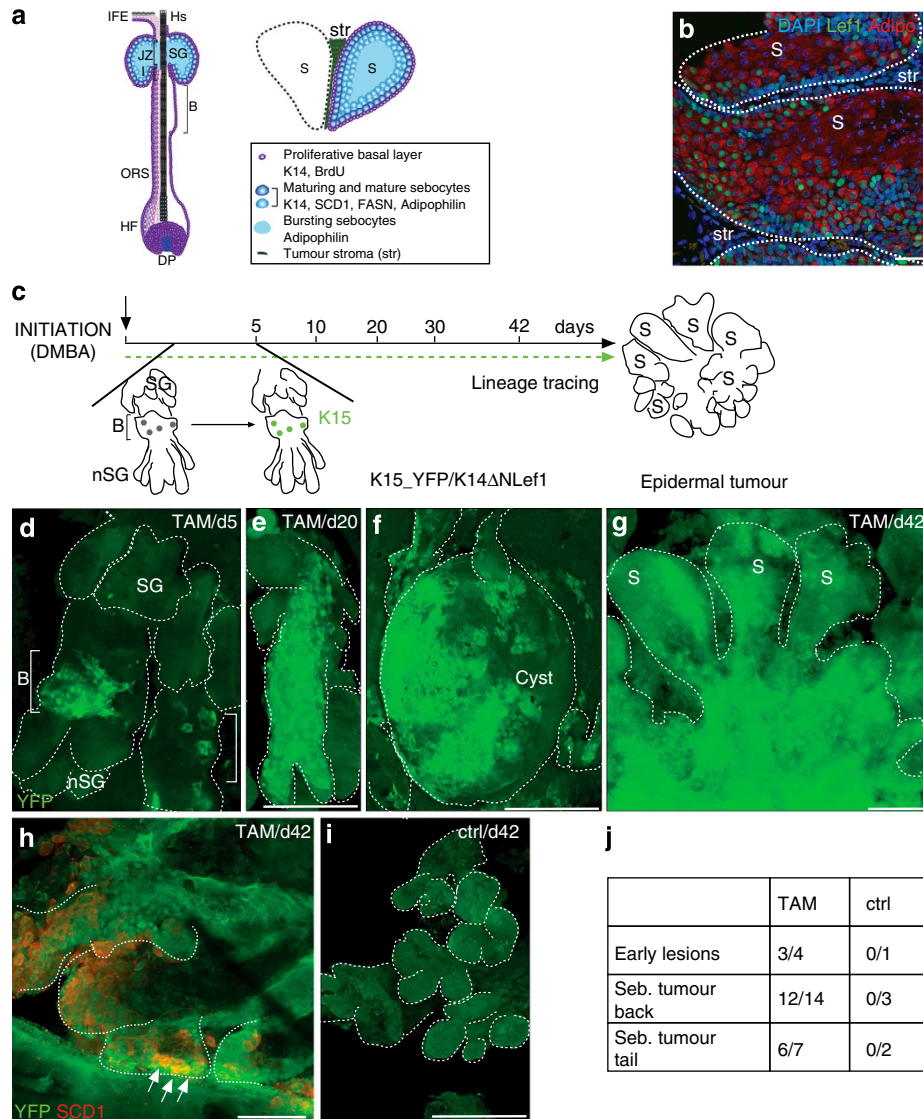 a
IFE
Hs
JZ
SG
I
B
ORS
HF
DP
str
S
S
Proliferative basal layer
K14, BrdU
Maturing and mature sebocytes
K14, SCD1, FASN, Adipophilin
Bursting sebocytes
Adipophilin
Tumour stroma (str)
b
DAPI Lef1 Adipo
S
str
S
str
c
INITIATION
(DMBA)
5 10 20 30 42 days
Lineage tracing
SG
B
nSG
K15
K15_YFP/K14ΔNLef1
S
S
S
S
S
S
Epidermal tumour
d
TAM/d5
SG
B
nSG
YFP
e
TAM/d20
f
Cyst
g
TAM/d42
S
S
S
h
TAM/d42
YFP SCD1
i
ctrl/d42
j
TAM ctrl
Early lesions 3/4 0/1
Seb. tumour
back 12/14 0/3
Seb. tumour
tail 6/7 0/2